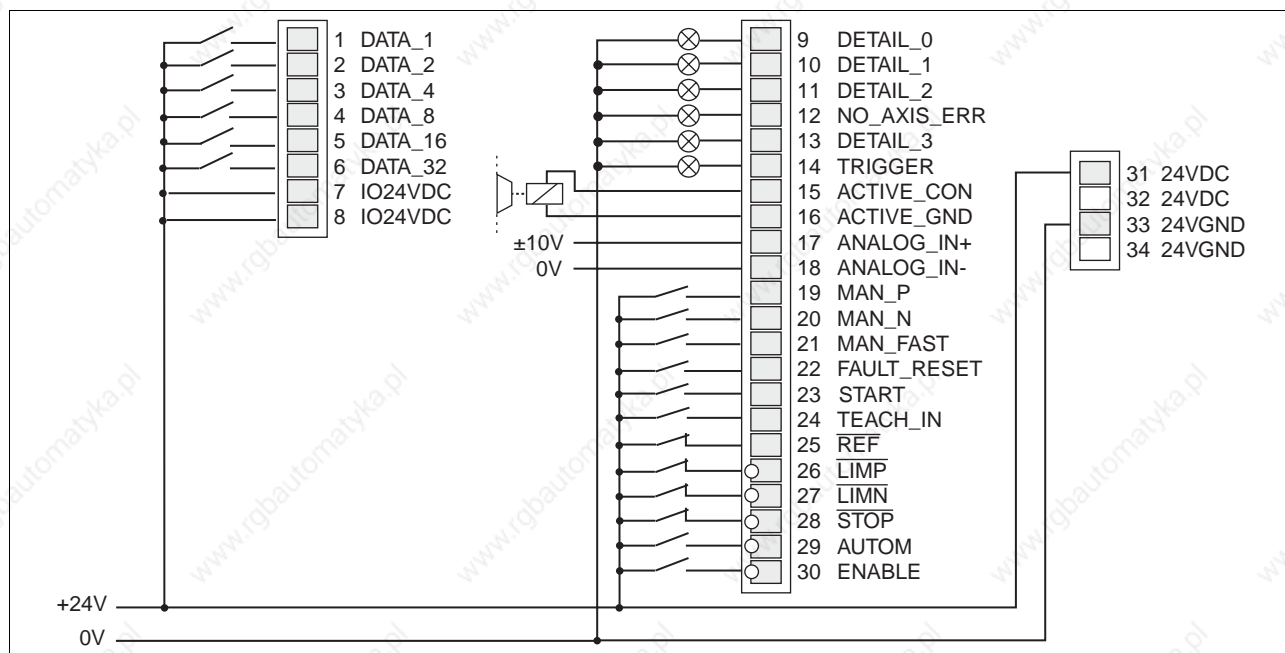 1 DATA_1
2 DATA_2
3 DATA_4
4 DATA_8
5 DATA_16
6 DATA_32
7 IO24VDC
8 IO24VDC
9 DETAIL_0
10 DETAIL_1
11 DETAIL_2
12 NO_AXIS_ERR
13 DETAIL_3
14 TRIGGER
15 ACTIVE_CON
16 ACTIVE_GND
±10V
17 ANALOG_IN+
0V
18 ANALOG_IN-
19 MAN_P
20 MAN_N
21 MAN_FAST
22 FAULT_RESET
23 START
24 TEACH_IN
25 REF
26 LIMP
27 LIMN
28 STOP
29 AUTOM
30 ENABLE
31 24VDC
32 24VDC
33 24VGND
34 24VGND
+24V
0V
www.rgbautomatyka.pl